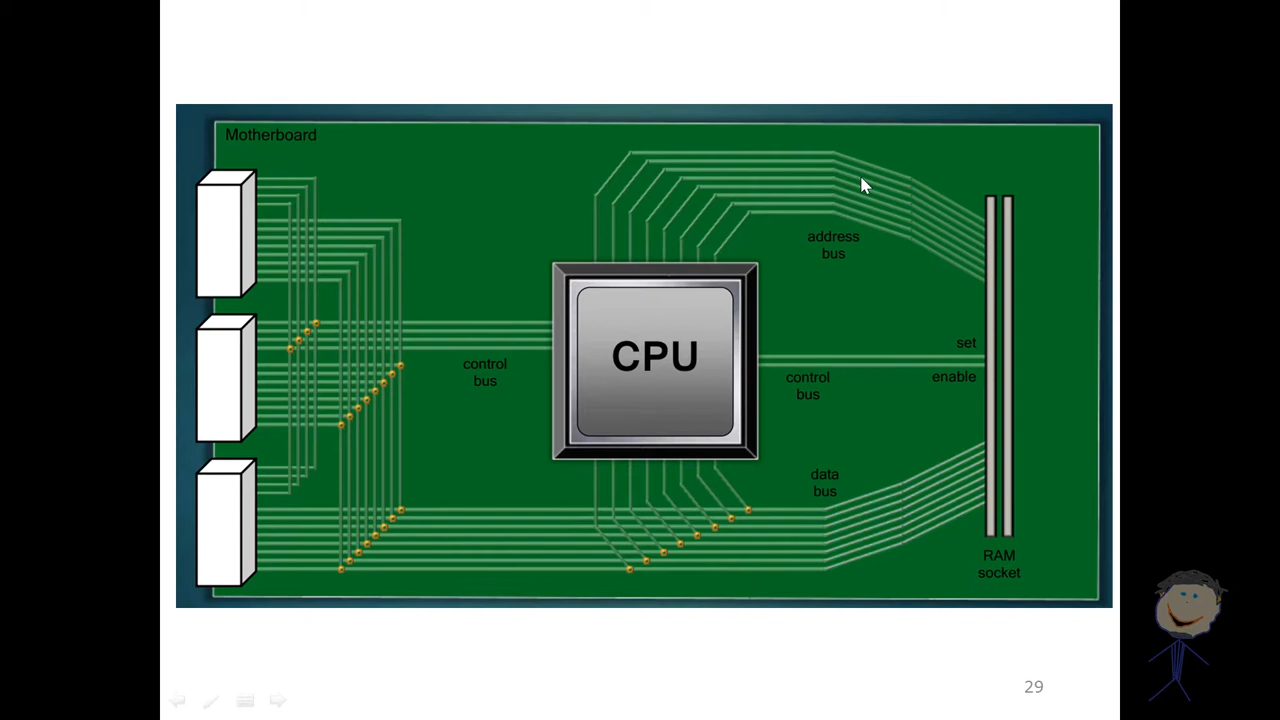 Motherboard
address
bus
set
control
bus
CPU
control
bus
enable
data
bus
RAM
socket
29